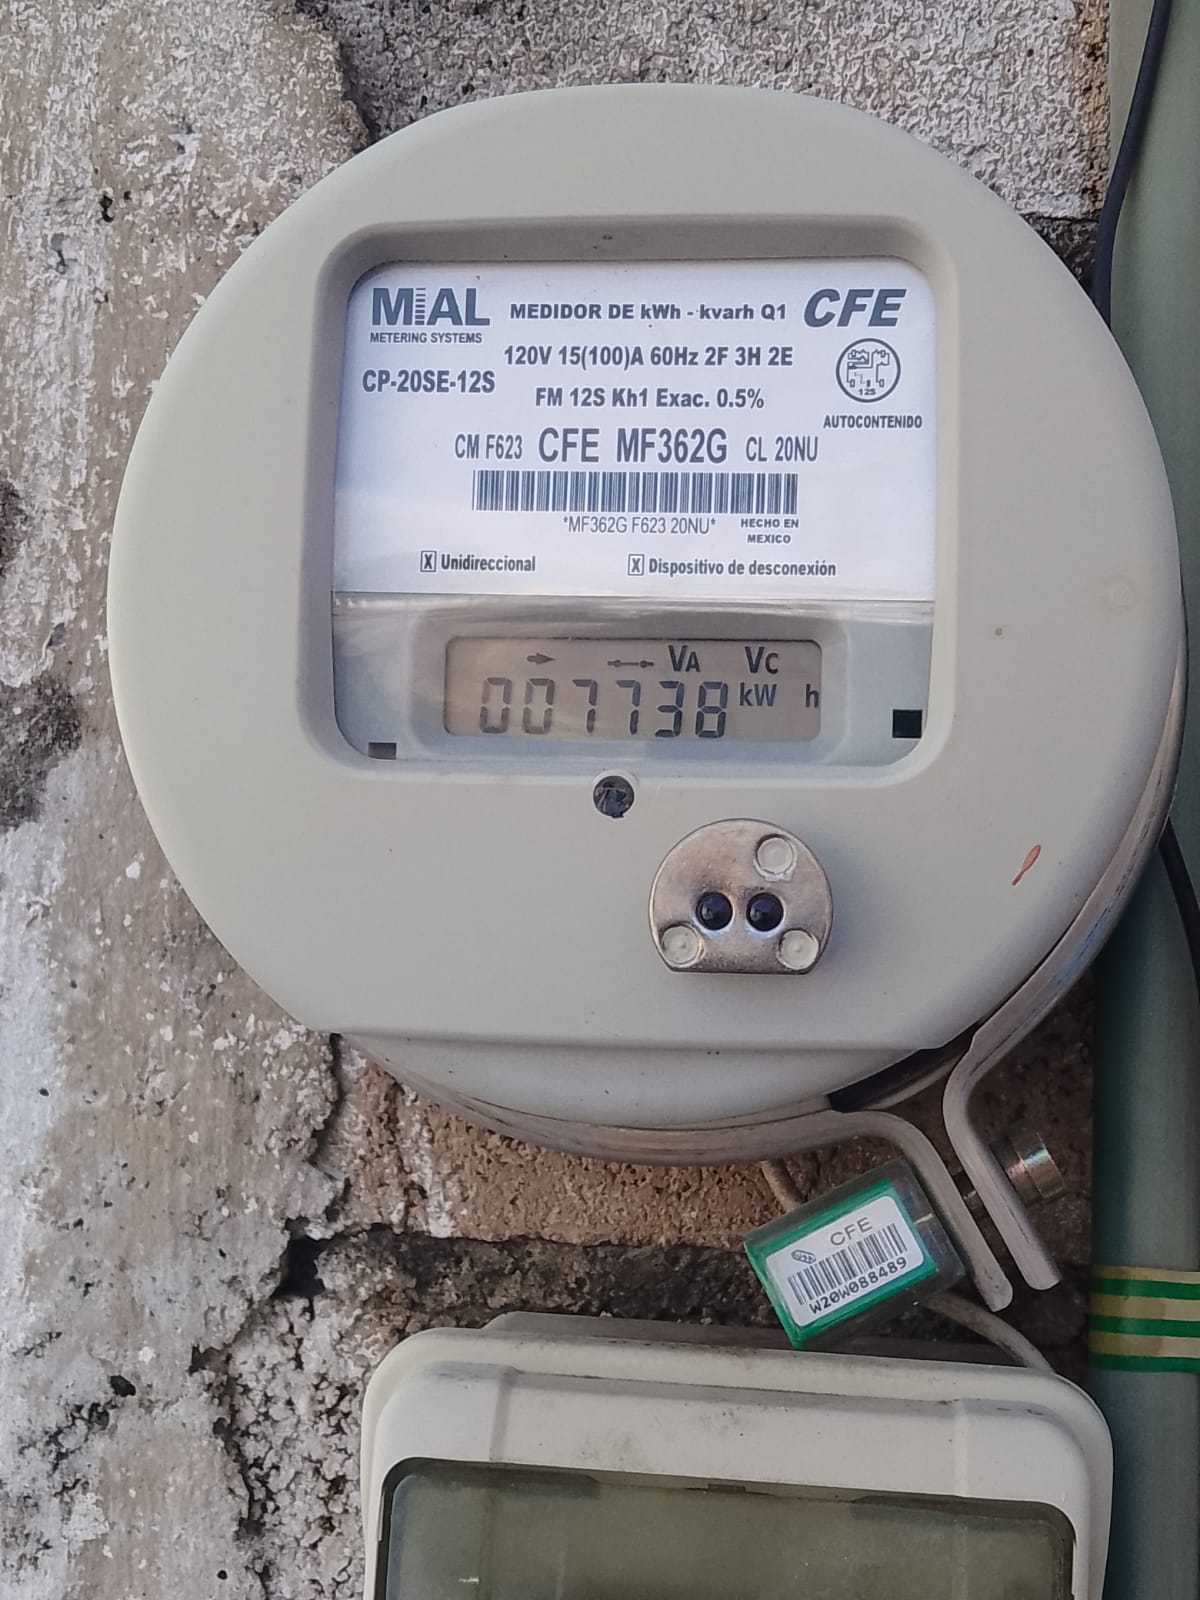 MIAL
METERING SYSTEMS
MEDIDOR DE kWh - kvarh Q1
CFE
120V 15(100)A 60Hz 2F 3H 2E
CP-20SE-12S
FM 12S Kh1 Exac. 0.5%
12S
AUTOCONTENIDO
CM F623 CFE MF362G CL 20NU
*MF362G F623 20NU*
HECHO EN
MEXICO
X Unidireccional
X Dispositivo de desconexión
VA VC
007738 kW h
CFE
W20W088489